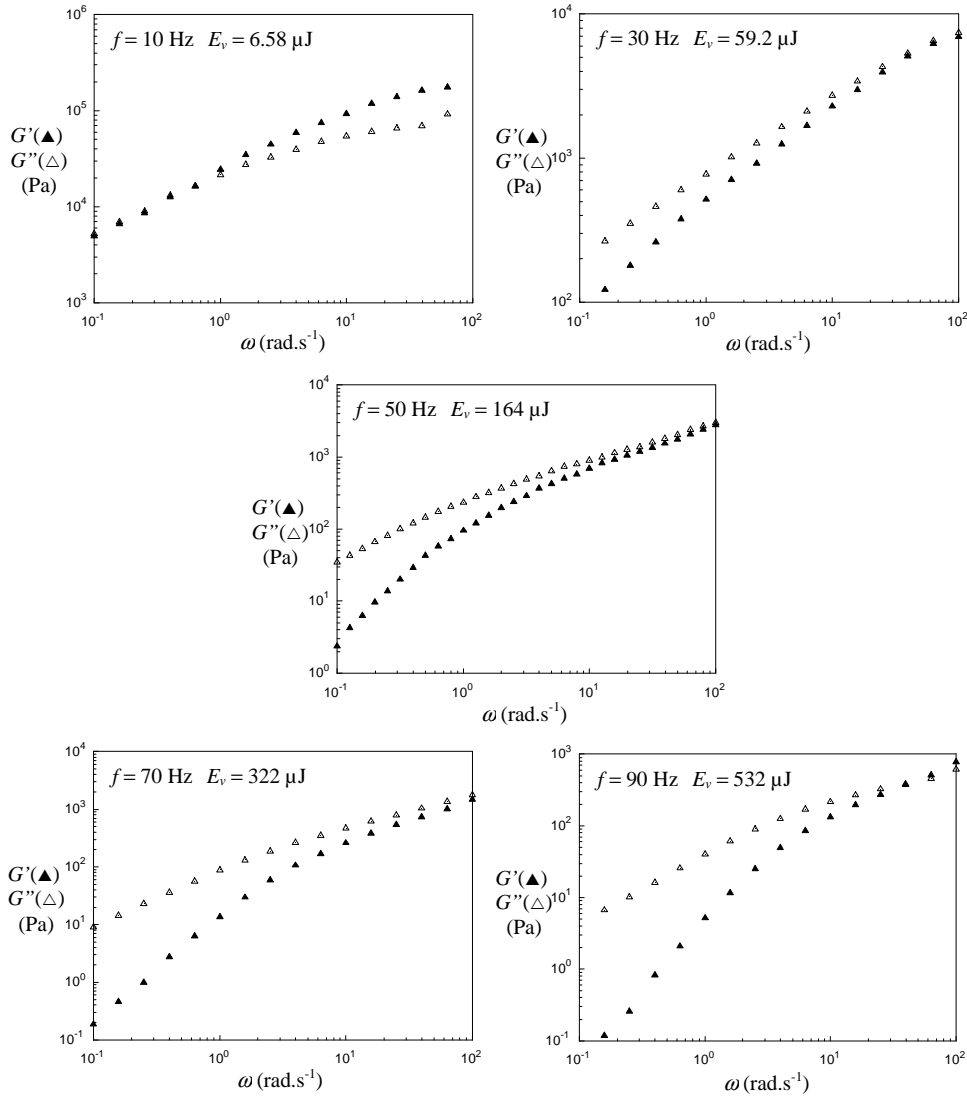 f = 10 Hz E_v = 6.58 µJ
10⁶
10⁵
10⁴
10³
G'(▲)
G"(△)
(Pa)
10⁻¹ 10⁰ 10¹ 10²
ω (rad.s⁻¹)
f = 30 Hz E_v = 59.2 µJ
10⁴
10³
10²
G'(▲)
G"(△)
(Pa)
10⁻¹ 10⁰ 10¹ 10²
ω (rad.s⁻¹)
f = 50 Hz E_v = 164 µJ
10⁴
10³
10²
10¹
10⁰
G'(▲)
G"(△)
(Pa)
10⁻¹ 10⁰ 10¹ 10²
ω (rad.s⁻¹)
f = 70 Hz E_v = 322 µJ
10⁴
10³
10²
10¹
10⁰
10⁻¹
G'(▲)
G"(△)
(Pa)
10⁻¹ 10⁰ 10¹ 10²
ω (rad.s⁻¹)
f = 90 Hz E_v = 532 µJ
10³
10²
10¹
10⁰
10⁻¹
G'(▲)
G"(△)
(Pa)
10⁻¹ 10⁰ 10¹ 10²
ω (rad.s⁻¹)